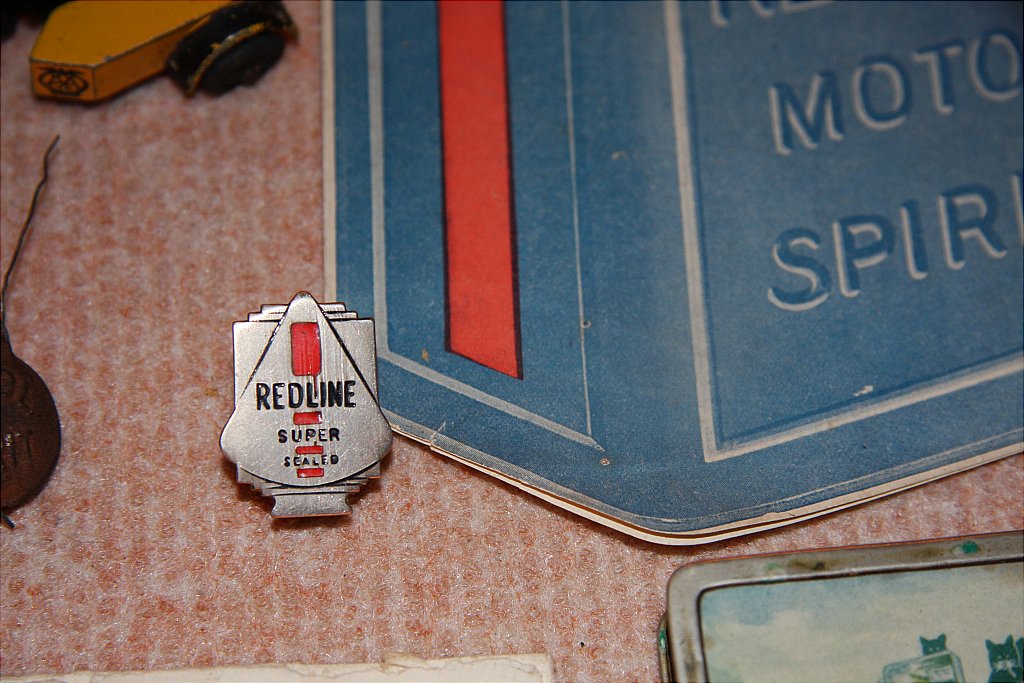 MOTO
SPIRI
REDLINE
SUPER
SEALED